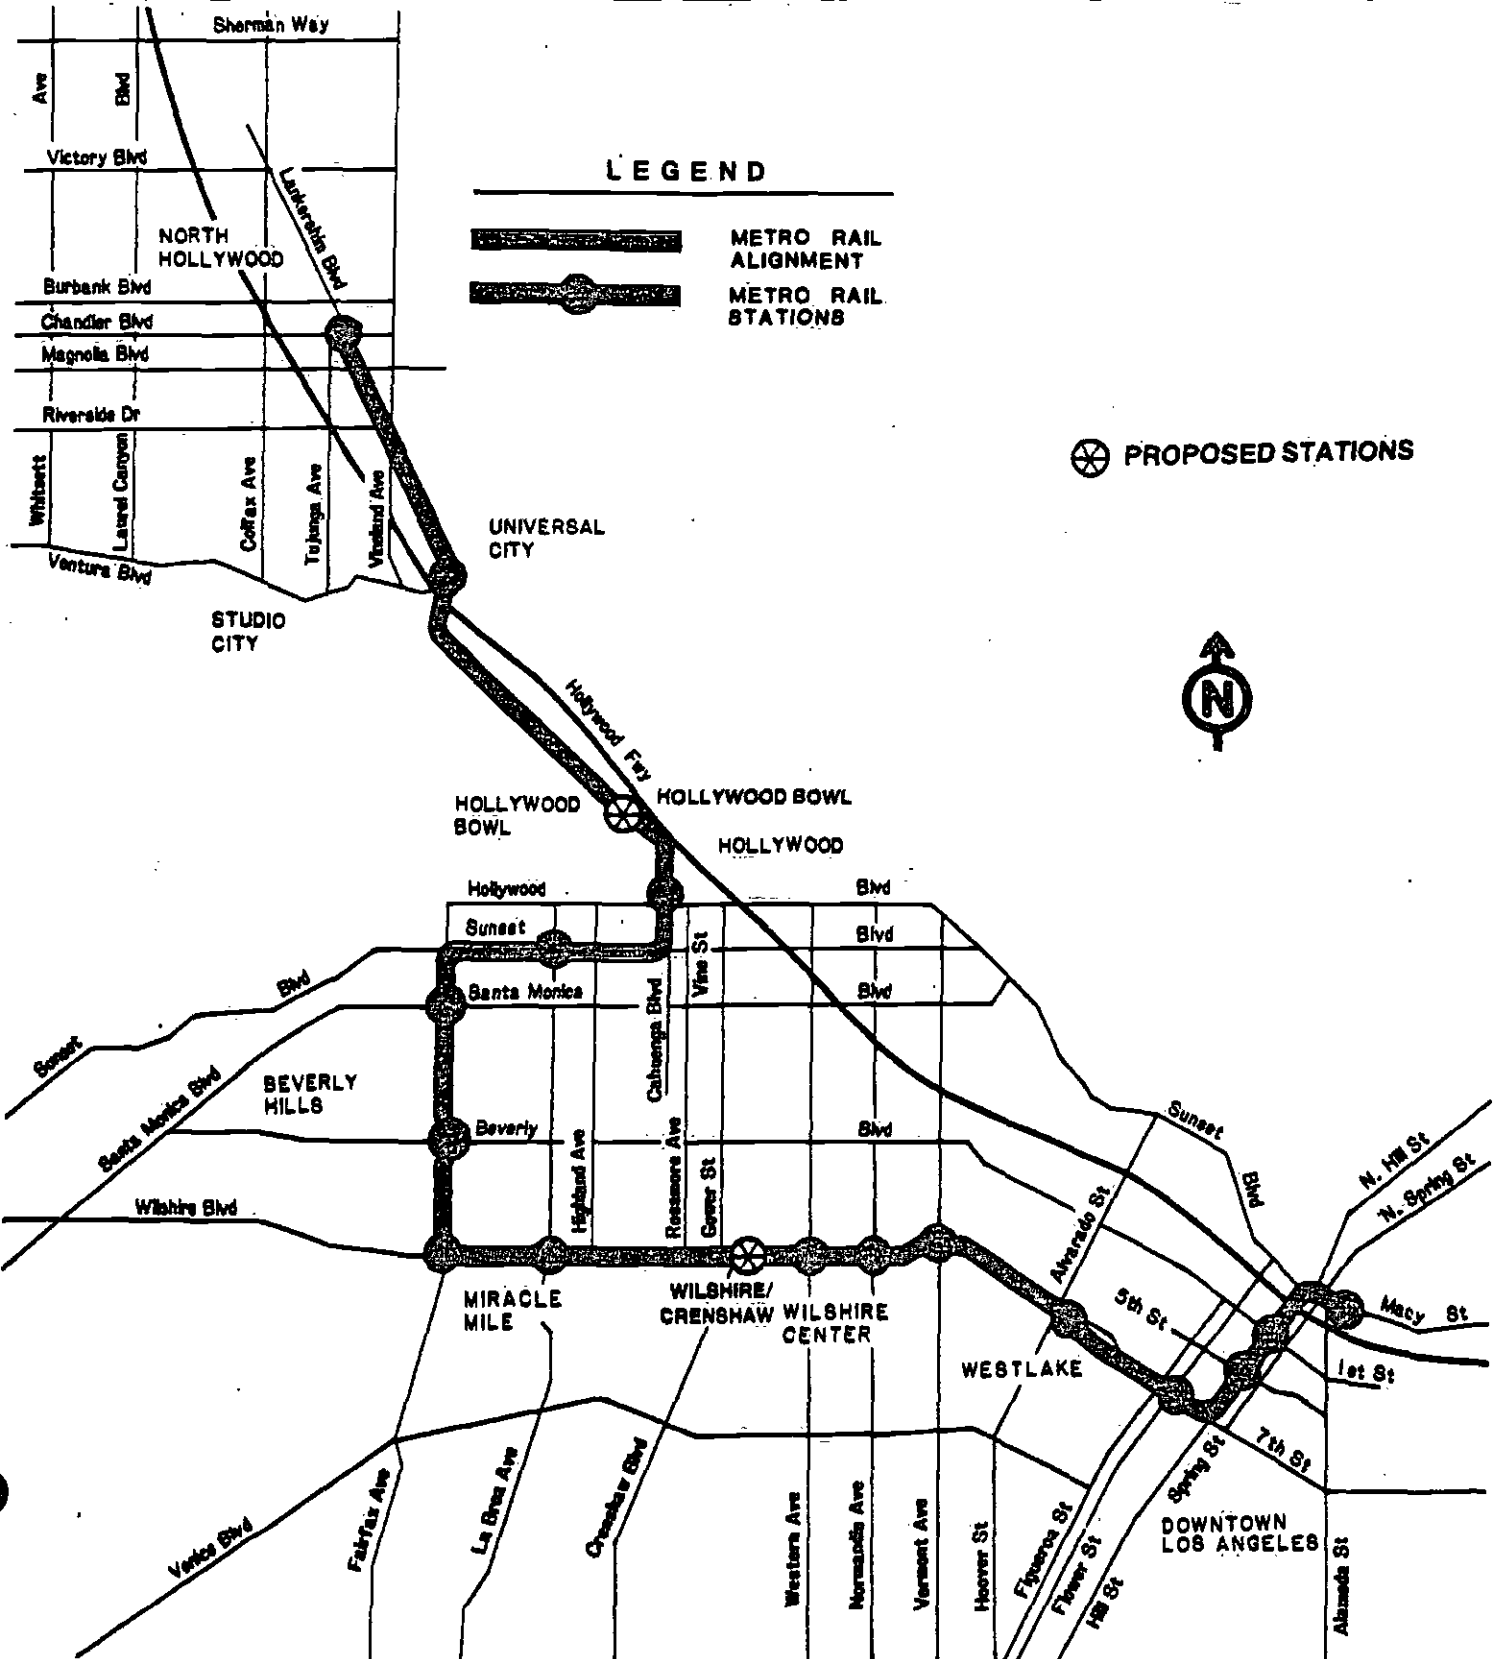 Sherman Way
Ave
Blvd
Victory Blvd
Lankershim Blvd
NORTH
HOLLYWOOD
Burbank Blvd
Chandler Blvd
Magnolia Blvd
Riverside Dr
Whitsett
Laurel Canyon
Colfax Ave
Tujunga Ave
Vineland Ave
Ventura Blvd
LEGEND
METRO RAIL
ALIGNMENT
METRO RAIL
STATIONS
PROPOSED STATIONS
UNIVERSAL
CITY
STUDIO
CITY
N
Hollywood Fwy
HOLLYWOOD
BOWL
HOLLYWOOD BOWL
HOLLYWOOD
Hollywood
Blvd
Sunset
Blvd
Vine St
Blvd
Santa Monica
Blvd
Cahuenga Blvd
Sunset
Santa Monica Blvd
BEVERLY
HILLS
Beverly
Blvd
Sunset
Blvd
N. Hill St
N. Spring St
Wilshire Blvd
Highland Ave
Rossmore Ave
Gower St
Alvarado St
MIRACLE
MILE
WILSHIRE/
CRENSHAW
WILSHIRE
CENTER
5th St
Macy St
WESTLAKE
1st St
7th St
Spring St
Fairfax Ave
La Brea Ave
Crenshaw Blvd
Venice Blvd
Western Ave
Normandie Ave
Vermont Ave
Hoover St
Figueroa St
Flower St
Hill St
DOWNTOWN
LOS ANGELES
Alameda St